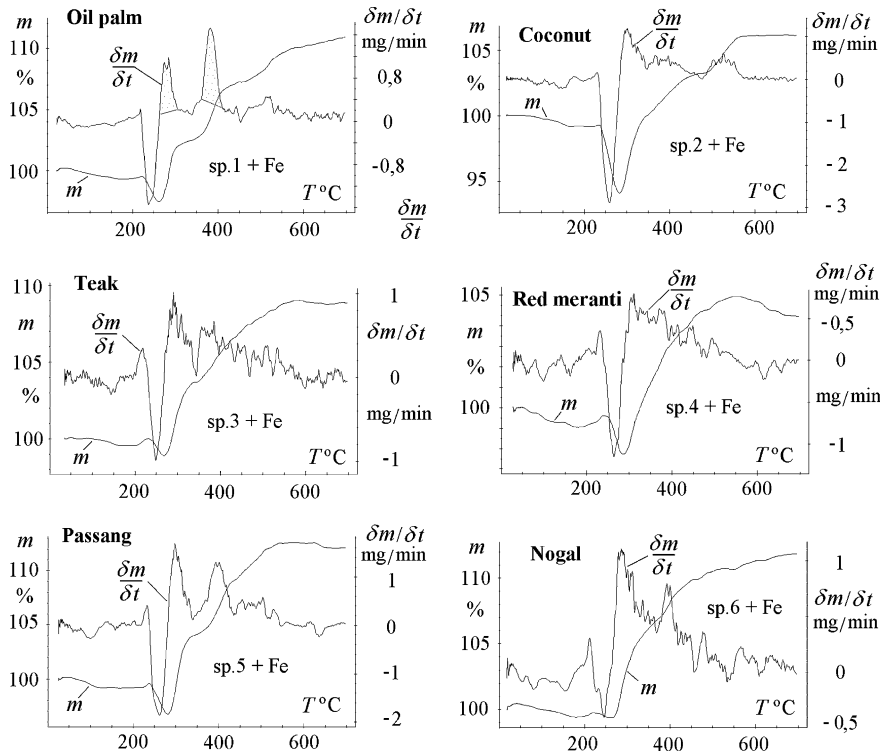 Oil palm
m
110
%
105
100
δm
δt
m
sp.1 + Fe
T °C
200 400 600
δm/δt
mg/min
0,8
0
-0,8
δm
δt
Coconut
m
105
%
100
95
δm
δt
m
sp.2 + Fe
T °C
200 400 600
δm/δt
mg/min
0
- 1
- 2
- 3
Teak
110
m
105
%
100
δm
δt
m
sp.3 + Fe
T °C
200 400 600
1
δm/δt
0
mg/min
-1
Red meranti
105
m
%
100
δm
δt
m
sp.4 + Fe
T °C
200 400 600
δm/δt
mg/min
-0,5
0
mg/min
-1
Passang
m
110
%
105
100
δm
δt
m
sp.5 + Fe
T °C
200 400 600
δm/δt
mg/min
1
0
-1
-2
Nogal
m
110
%
105
100
δm
δt
m
sp.6 + Fe
T °C
200 400 600
1
δm/δt
mg/min
0
- 0,5